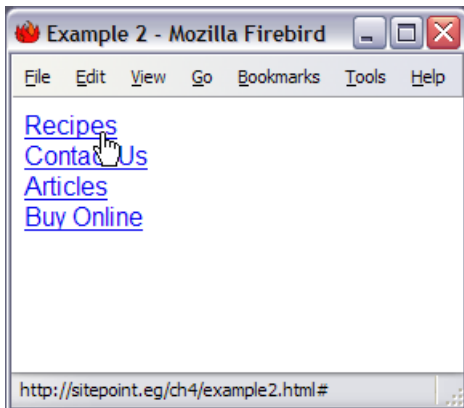 Example 2 - Mozilla Firebird
File Edit View Go Bookmarks Tools Help
Recipes
Contact Us
Articles
Buy Online
http://sitepoint.eg/ch4/example2.html#